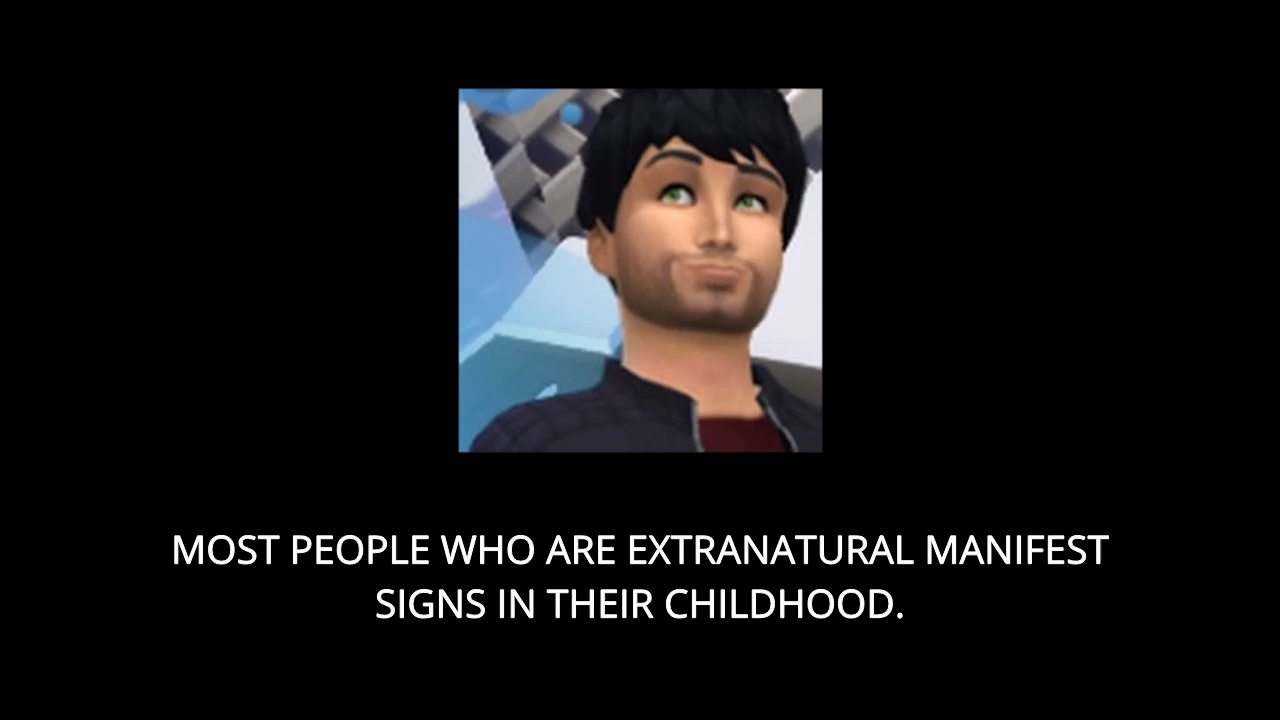 MOST PEOPLE WHO ARE EXTRANATURAL MANIFEST
SIGNS IN THEIR CHILDHOOD.